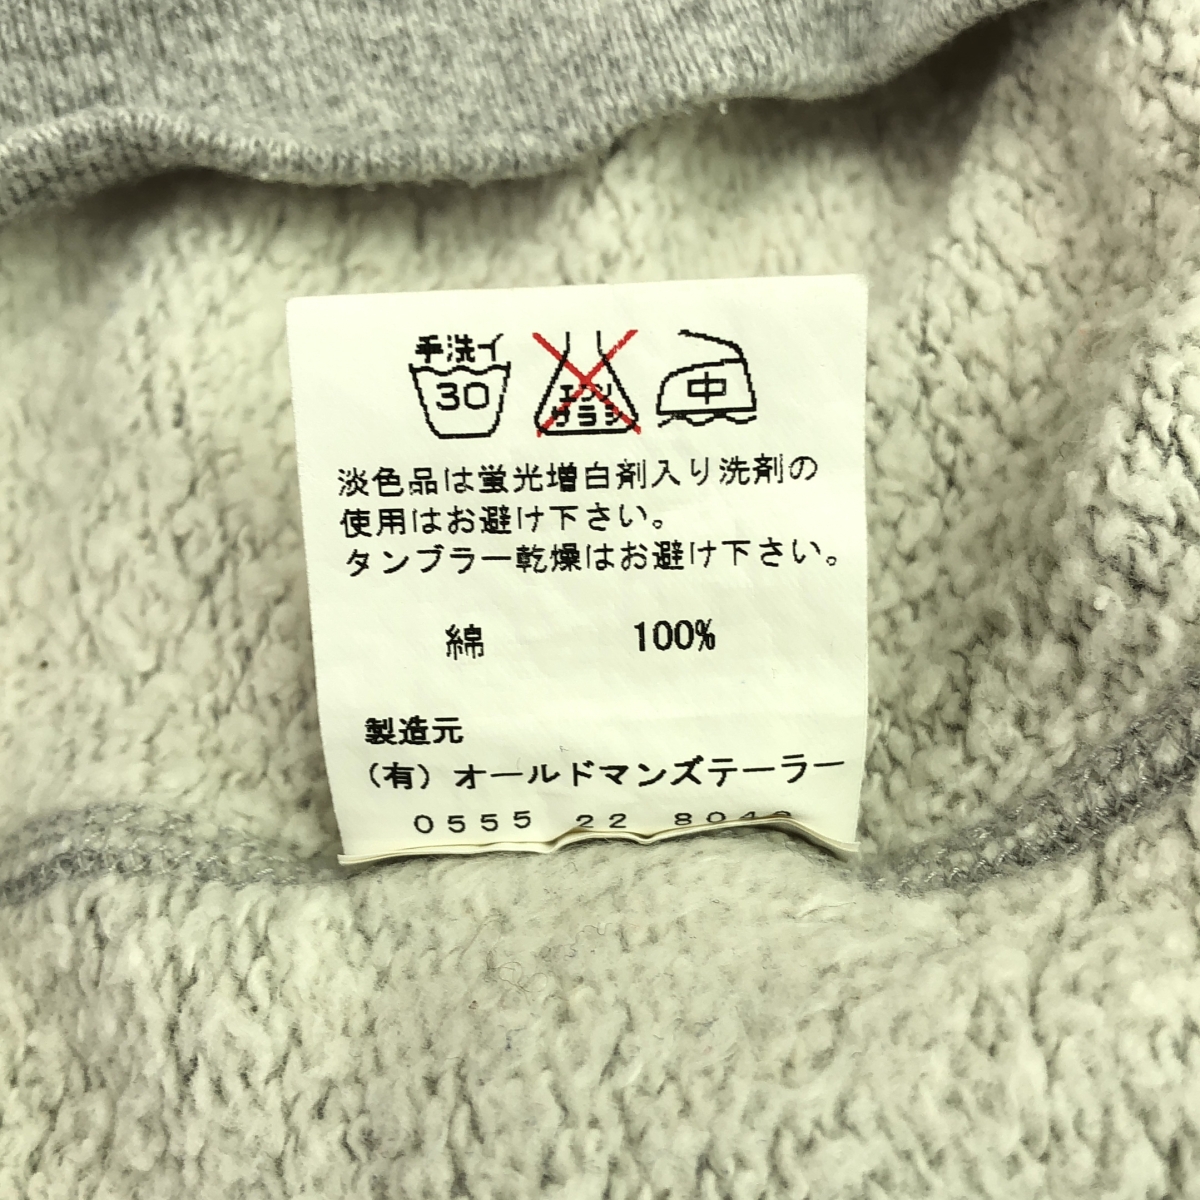 手洗イ
30
エンソ
サラシ
中
淡色品は蛍光増白剤入り洗剤の
使用はお避け下さい。
タンブラー乾燥はお避け下さい。
綿 100%
製造元
(有)オールドマンズテーラー
0555 22 804